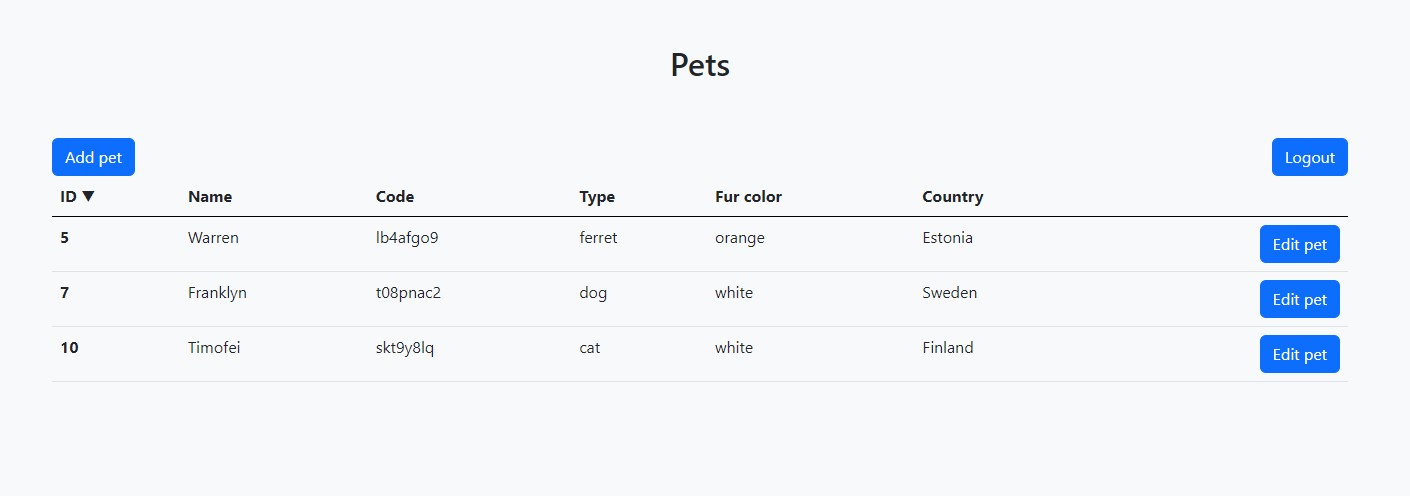 Pets
Add pet Logout
ID ▼ Name Code Type Fur color Country
5 Warren lb4afgo9 ferret orange Estonia Edit pet
7 Franklyn t08pnac2 dog white Sweden Edit pet
10 Timofei skt9y8lq cat white Finland Edit pet